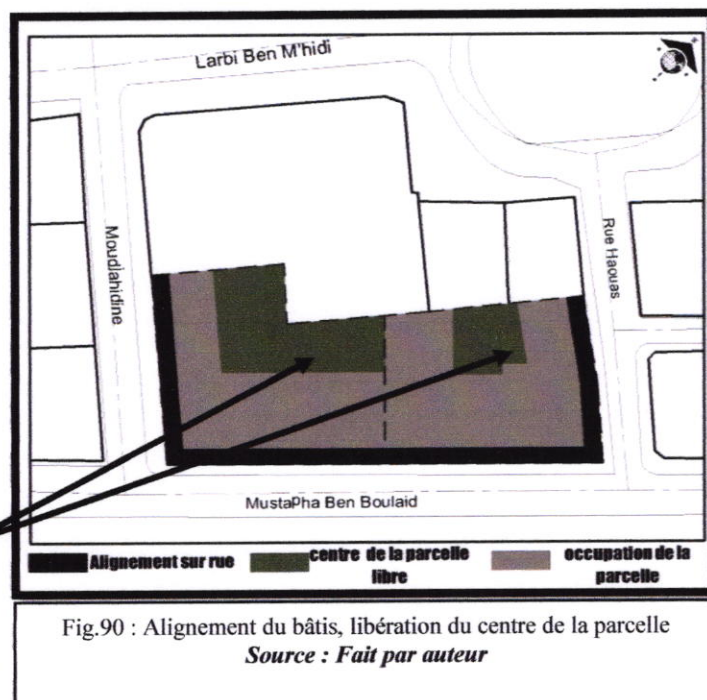 Larbi Ben M'hidi
Moudjahidine
Rue Haouas
Mustapha Ben Boulaid
Alignement sur rue
centre de la parcelle
libre
occupation de la
parcelle
Fig.90 : Alignement du bâtis, libération du centre de la parcelle
Source : Fait par auteur